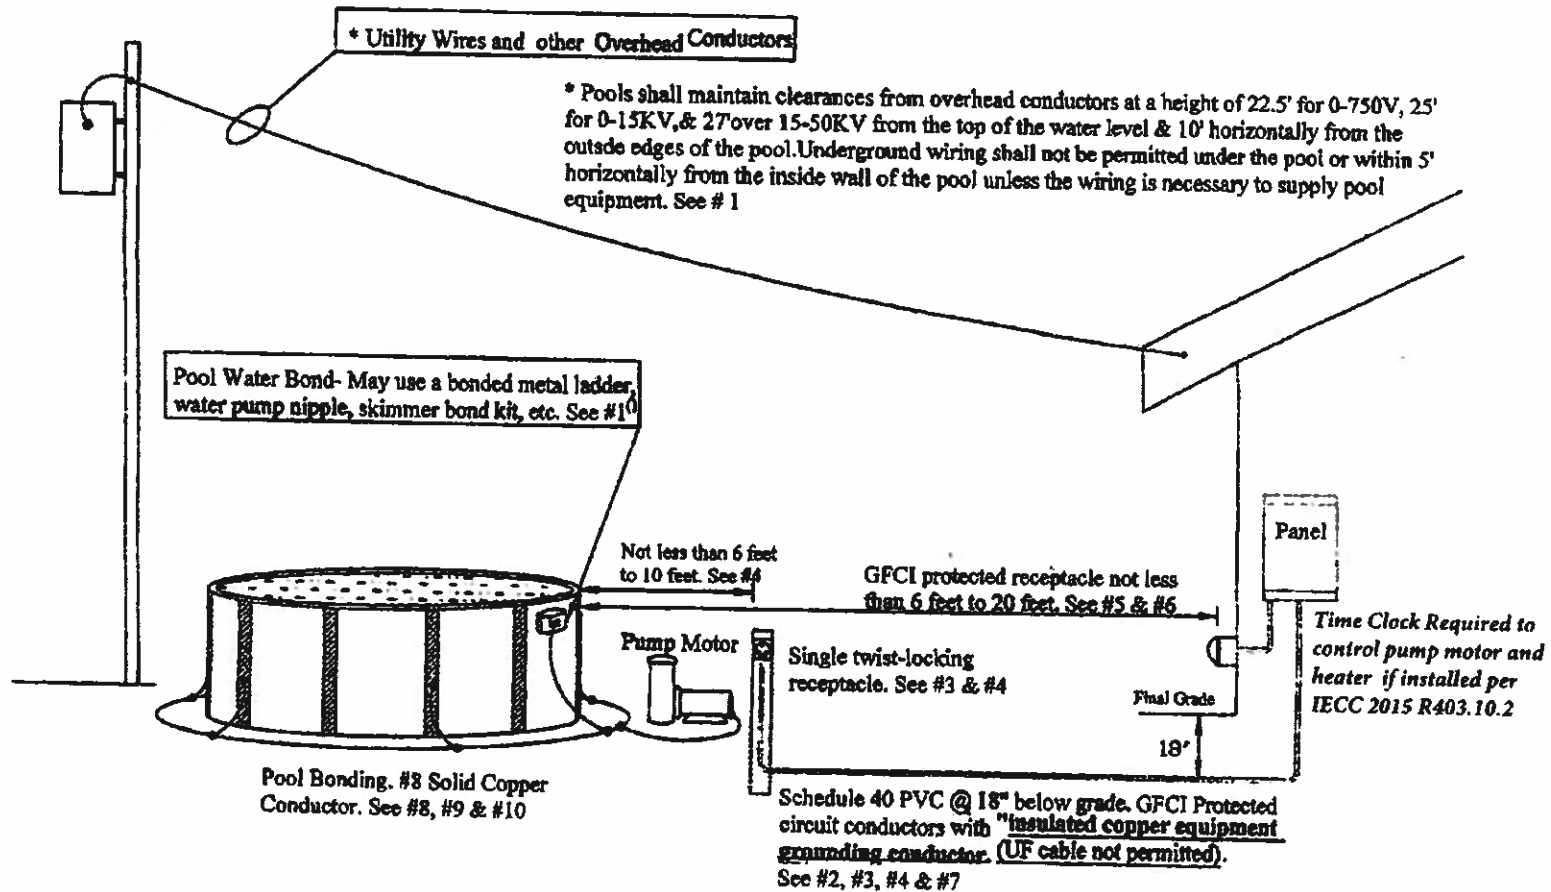 * Utility Wires and other Overhead Conductors
* Pools shall maintain clearances from overhead conductors at a height of 22.5' for 0-750V, 25'
for 0-15KV,& 27'over 15-50KV from the top of the water level & 10' horizontally from the
outside edges of the pool.Underground wiring shall not be permitted under the pool or within 5'
horizontally from the inside wall of the pool unless the wiring is necessary to supply pool
equipment. See # 1
Pool Water Bond- May use a bonded metal ladder,
water pump nipple, skimmer bond kit, etc. See #10
Panel
Not less than 6 feet
to 10 feet. See #4
GFCI protected receptacle not less
than 6 feet to 20 feet. See #5 & #6
Time Clock Required to
control pump motor and
heater if installed per
IECC 2015 R403.10.2
Pump Motor
Single twist-locking
receptacle. See #3 & #4
Final Grade
18'
Pool Bonding. #8 Solid Copper
Conductor. See #8, #9 & #10
Schedule 40 PVC @ 18" below grade. GFCI Protected
circuit conductors with "insulated copper equipment
grounding conductor. (UF cable not permitted).
See #2, #3, #4 & #7